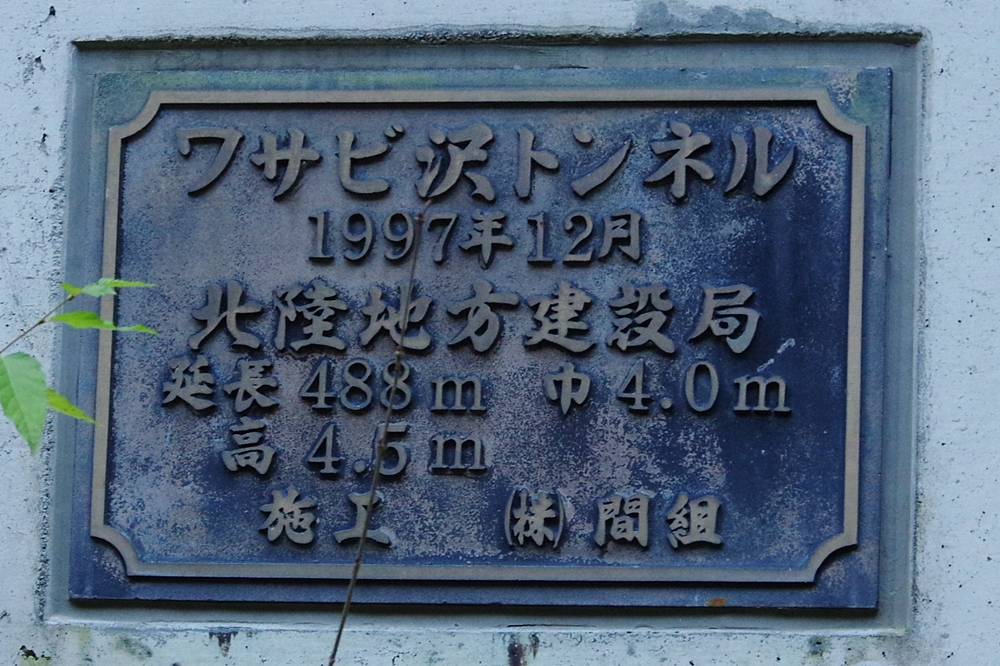 ワサビ沢トンネル
1997年12月
北陸地方建設局
延長 488m 巾 4.0m
高 4.5m
施工 ㈱ 間組